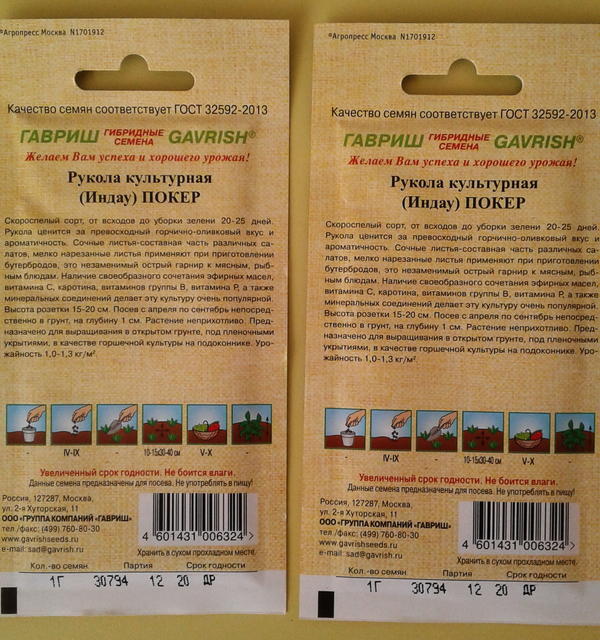 ®Агропресс Москва N1701912
Качество семян соответствует ГОСТ 32592-2013
ГАВРИШ ГИБРИДНЫЕ СЕМЕНА GAVRISH®
Желаем Вам успеха и хорошего урожая!
Рукола культурная
(Индау) ПОКЕР
Скороспелый сорт, от всходов до уборки зелени 20-25 дней.
Рукола ценится за превосходный горчично-оливковый вкус и
ароматичность. Сочные листья-составная часть различных са-
латов, мелко нарезанные листья применяют при приготовлении
бутербродов, это незаменимый острый гарнир к мясным, рыб-
ным блюдам. Наличие своеобразного сочетания эфирных масел,
витамина С, каротина, витаминов группы В, витамина Р, а также
минеральных соединений делает эту культуру очень популярной.
Высота розетки 15-20 см. Посев с апреля по сентябрь непосред-
ственно в грунт, на глубину 1 см. Растение неприхотливо. Пред-
назначено для выращивания в открытом грунте, под пленочными
укрытиями, в качестве горшечной культуры на подоконнике. Уро-
жайность 1,0-1,3 кг/м².
- IV-IX - 10-15x30-40 см V-X -
Увеличенный срок годности. Не боится влаги.
Данные семена предназначены для посева. Не употреблять в пищу!
Россия, 127287, Москва,
ул. 2-я Хуторская, 11
ООО «ГРУППА КОМПАНИЙ «ГАВРИШ»
тел./факс: (499) 760-80-30
www.gavrishseeds.ru
e-mail: sad@gavrish.ru
4 601431 006324 >
Хранить в сухом прохладном месте.
Кол.-во семян Партия Срок годности
1Г 30794 12 20 ДР
®Агропресс Москва N1701912
Качество семян соответствует ГОСТ 32592-2013
ГАВРИШ ГИБРИДНЫЕ СЕМЕНА GAVRISH®
Желаем Вам успеха и хорошего урожая!
Рукола культурная
(Индау) ПОКЕР
Скороспелый сорт, от всходов до уборки зелени 20-25 дней.
Рукола ценится за превосходный горчично-оливковый вкус и
ароматичность. Сочные листья-составная часть различных са-
латов, мелко нарезанные листья применяют при приготовлении
бутербродов, это незаменимый острый гарнир к мясным, рыб-
ным блюдам. Наличие своеобразного сочетания эфирных масел,
витамина С, каротина, витаминов группы В, витамина Р, а также
минеральных соединений делает эту культуру очень популярной.
Высота розетки 15-20 см. Посев с апреля по сентябрь непосред-
ственно в грунт, на глубину 1 см. Растение неприхотливо. Пред-
назначено для выращивания в открытом грунте, под пленочными
укрытиями, в качестве горшечной культуры на подоконнике. Уро-
жайность 1,0-1,3 кг/м².
- IV-IX - 10-15x30-40 см V-X -
Увеличенный срок годности. Не боится влаги.
Данные семена предназначены для посева. Не употреблять в пищу!
Россия, 127287, Москва,
ул. 2-я Хуторская, 11
ООО «ГРУППА КОМПАНИЙ «ГАВРИШ»
тел./факс: (499) 760-80-30
www.gavrishseeds.ru
e-mail: sad@gavrish.ru
4 601431 006324 >
Хранить в сухом прохладном месте.
Кол.-во семян Партия Срок годности
1Г 30794 12 20 ДР